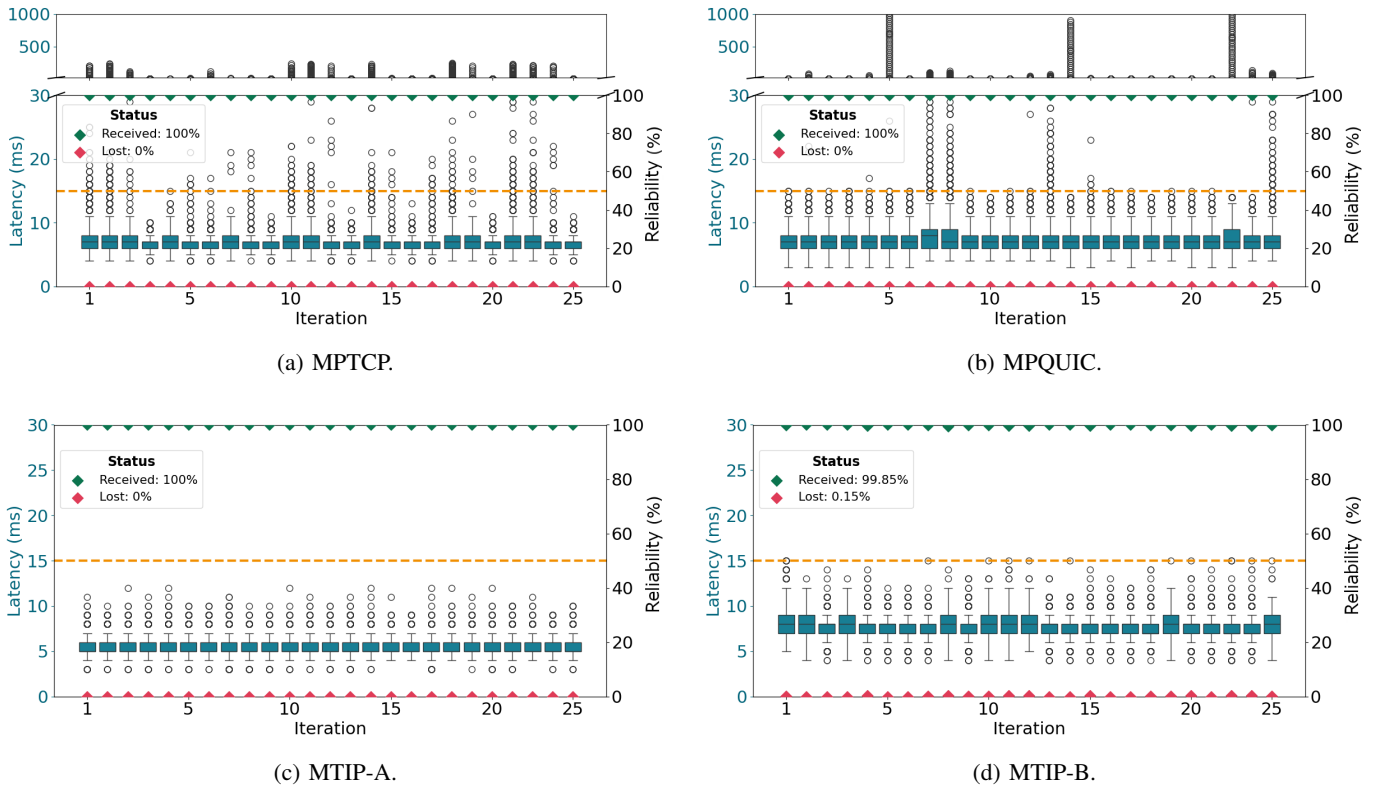 1000
500
30
20
10
0
Latency (ms)
Status
Received: 100%
Lost: 0%
100
80
60
40
20
0
Reliability (%)
1 5 10 15 20 25
Iteration
(a) MPTCP.
1000
500
30
20
10
0
Latency (ms)
Status
Received: 100%
Lost: 0%
100
80
60
40
20
0
Reliability (%)
1 5 10 15 20 25
Iteration
(b) MPQUIC.
30
25
20
15
10
5
0
Latency (ms)
Status
Received: 100%
Lost: 0%
100
80
60
40
20
0
Reliability (%)
1 5 10 15 20 25
Iteration
(c) MTIP-A.
30
25
20
15
10
5
0
Latency (ms)
Status
Received: 99.85%
Lost: 0.15%
100
80
60
40
20
0
Reliability (%)
1 5 10 15 20 25
Iteration
(d) MTIP-B.